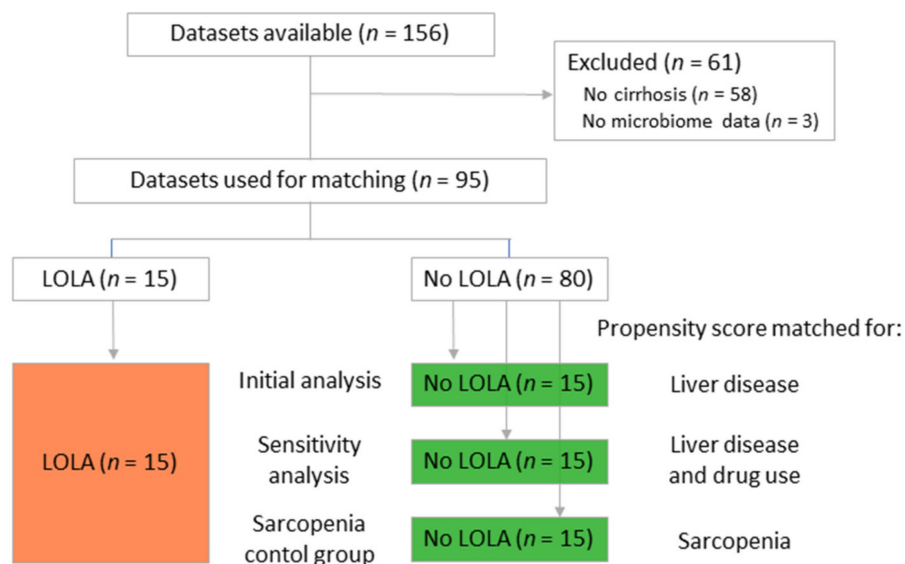 Datasets available (n = 156)
Excluded (n = 61)
No cirrhosis (n = 58)
No microbiome data (n = 3)
Datasets used for matching (n = 95)
LOLA (n = 15)
No LOLA (n = 80)
Propensity score matched for:
LOLA (n = 15)
Initial analysis
No LOLA (n = 15)
Liver disease
Sensitivity
analysis
No LOLA (n = 15)
Liver disease
and drug use
Sarcopenia
contol group
No LOLA (n = 15)
Sarcopenia